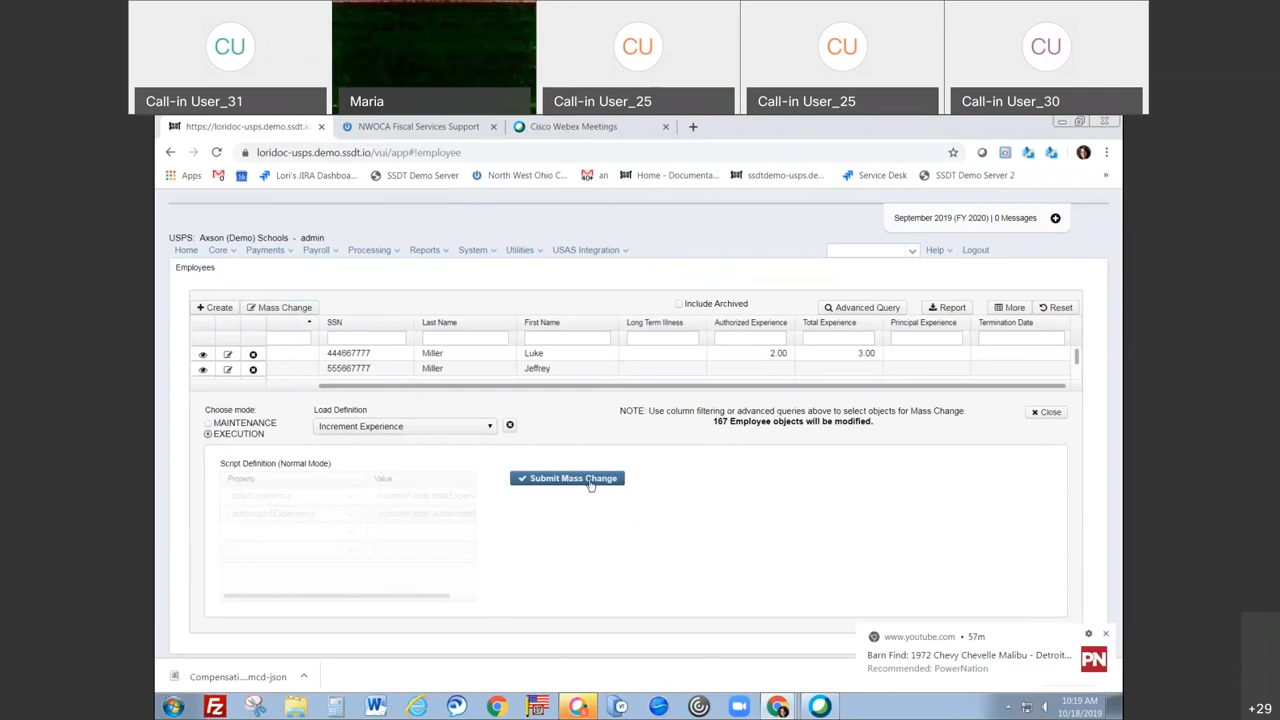 CU CU CU CU
Call-in User_31 Maria Call-in User_25 Call-in User_25 Call-in User_30
https://loridoc-usps.demo.ssdt.io × NWOCA Fiscal Services Support × Cisco Webex Meetings × +
loridoc-usps.demo.ssdt.io/vui/app#!employee
Apps Lori's JIRA Dashboa... SSDT Demo Server North West Ohio C... 40+ an Home - Documenta... ssdtdemo-usps.de... Service Desk SSDT Demo Server 2 »
September 2019 (FY 2020) | 0 Messages
USPS: Axson (Demo) Schools - admin
Home Core Payments Payroll Processing Reports System Utilities USAS Integration Help Logout
Employees
+ Create Mass Change Include Archived Advanced Query Report More Reset
SSN Last Name First Name Long Term Illness Authorized Experience Total Experience Principal Experience Termination Date
444667777 Miller Luke 2.00 3.00
555667777 Miller Jeffrey
Choose mode: Load Definition NOTE: Use column filtering or advanced queries above to select objects for Mass Change. × Close
MAINTENANCE
167 Employee objects will be modified.
EXECUTION Increment Experience
Script Definition (Normal Mode)
Property Value Submit Mass Change
totalExperience customFields.totalExperi
authorizedExperience
www.youtube.com • 57m
Barn Find: 1972 Chevy Chevelle Malibu - Detroit...
Recommended: PowerNation
PN
Compensati....mcd-json
10:19 AM
10/18/2019
+29